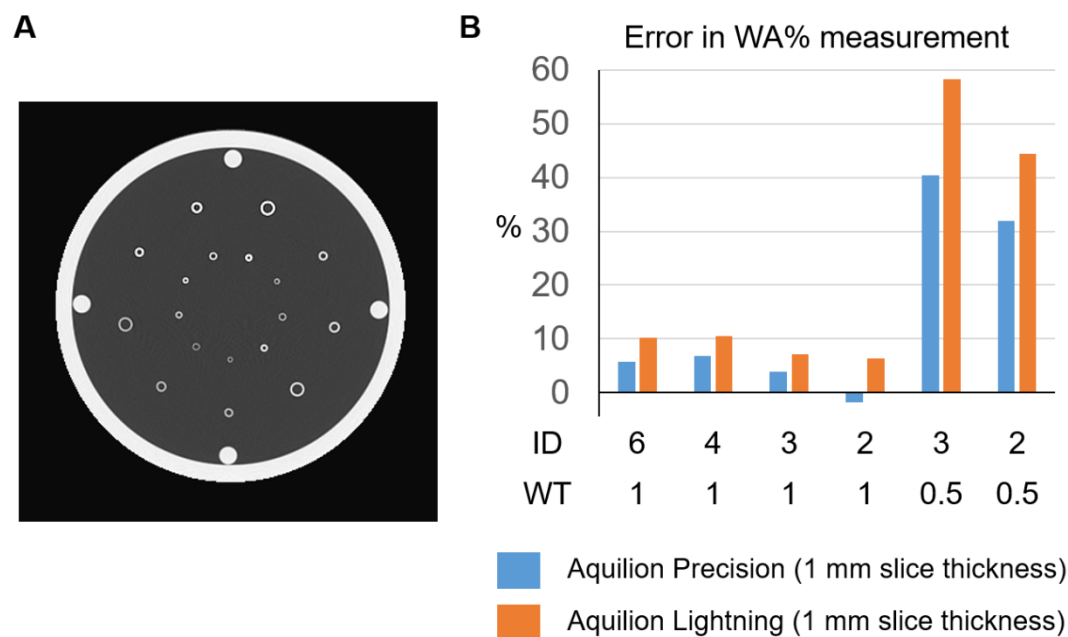 A
B
Error in WA% measurement
60
50
40
%
30
20
10
0
ID 6 4 3 2 3 2
WT 1 1 1 1 0.5 0.5
Aquilion Precision (1 mm slice thickness)
Aquilion Lightning (1 mm slice thickness)